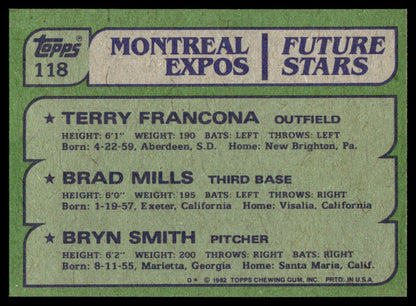 topps®
118
MONTREAL EXPOS
FUTURE STARS
★ TERRY FRANCONA OUTFIELD
HEIGHT: 6'1" WEIGHT: 190 BATS: LEFT THROWS: LEFT
Born: 4-22-59, Aberdeen, S.D. Home: New Brighton, Pa.
★ BRAD MILLS THIRD BASE
HEIGHT: 6'0" WEIGHT: 195 BATS: LEFT THROWS: RIGHT
Born: 1-19-57, Exeter, California Home: Visalia, California
★ BRYN SMITH PITCHER
HEIGHT: 6'2" WEIGHT: 200 THROWS: RIGHT BATS: RIGHT
Born: 8-11-55, Marietta, Georgia Home: Santa Maria, Calif.
D* © 1982 TOPPS CHEWING GUM, INC. PRTD. IN U.S.A.